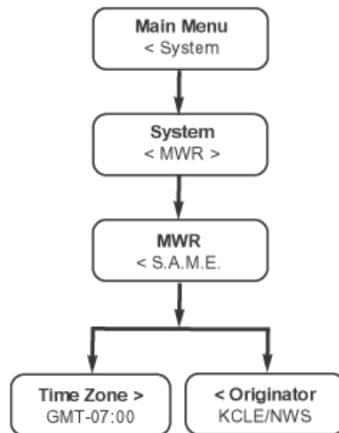 Main Menu
< System
System
< MWR >
MWR
< S.A.M.E.
Time Zone >
GMT-07:00
< Originator
KCLE/NWS